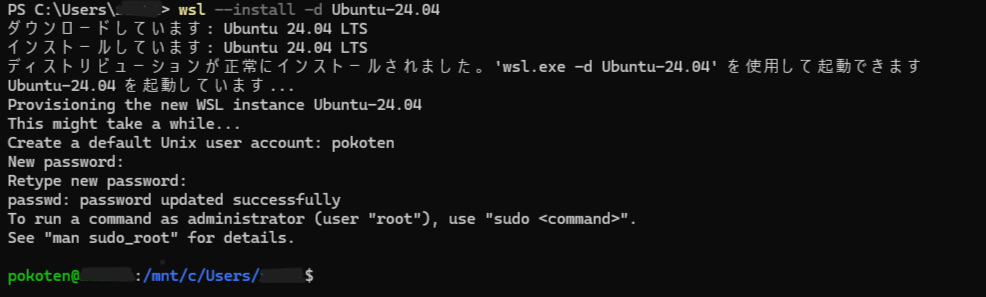 PS C:\Users\> wsl --install -d Ubuntu-24.04
ダウンロードしています: Ubuntu 24.04 LTS
インストールしています: Ubuntu 24.04 LTS
ディストリビューションが正常にインストールされました。'wsl.exe -d Ubuntu-24.04' を使用して起動できます
Ubuntu-24.04 を起動しています...
Provisioning the new WSL instance Ubuntu-24.04
This might take a while...
Create a default Unix user account: pokoten
New password:
Retype new password:
passwd: password updated successfully
To run a command as administrator (user "root"), use "sudo <command>".
See "man sudo_root" for details.
pokoten@:/mnt/c/Users/$